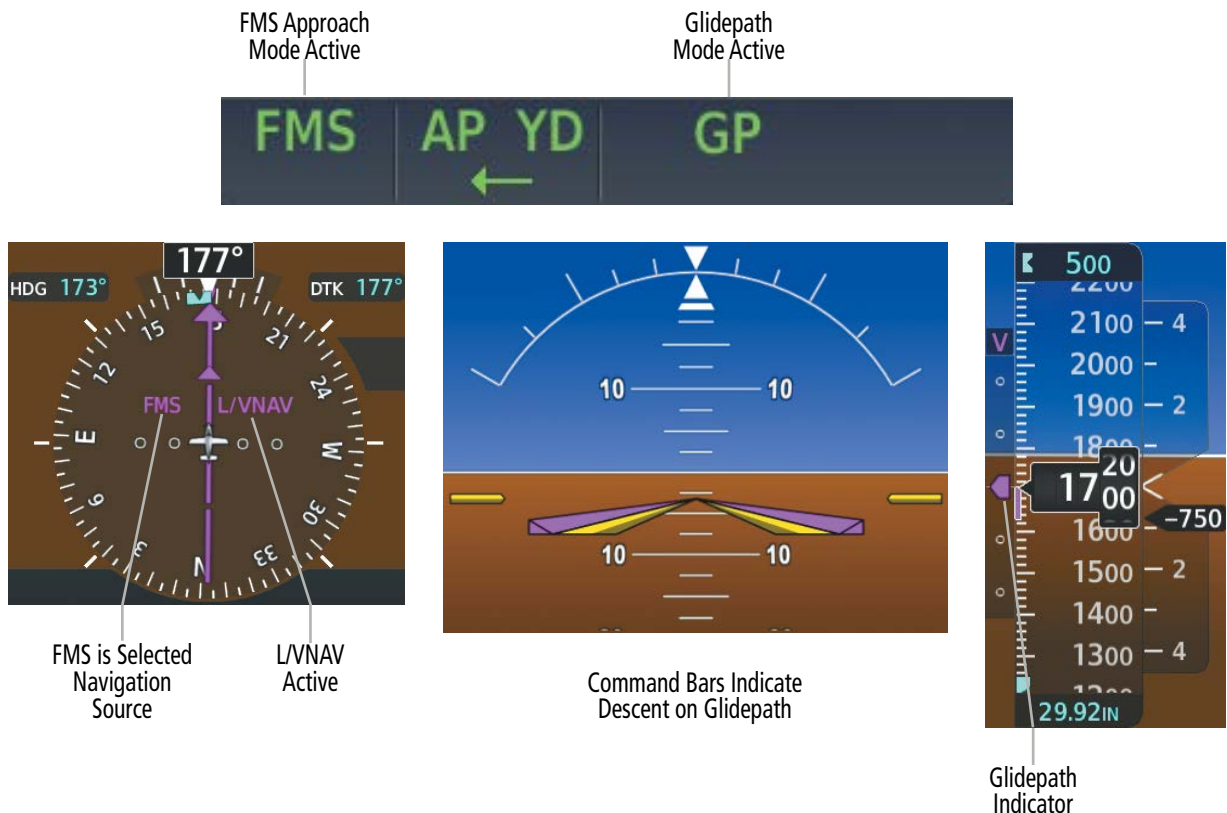 FMS Approach
Mode Active
Glidepath
Mode Active
FMS AP YD GP
177°
HDG 173°
DTK 177°
15
21
12
24
FMS L/VNAV
E
W
6
30
3
33
N
FMS is Selected
Navigation
Source
L/VNAV
Active
10 10
10 10
Command Bars Indicate
Descent on Glidepath
500
2200
2100 4
V
2000
1900 2
1800
20
17 00
-750
1600
1500 2
1400
1300 4
1200
29.92IN
Glidepath
Indicator